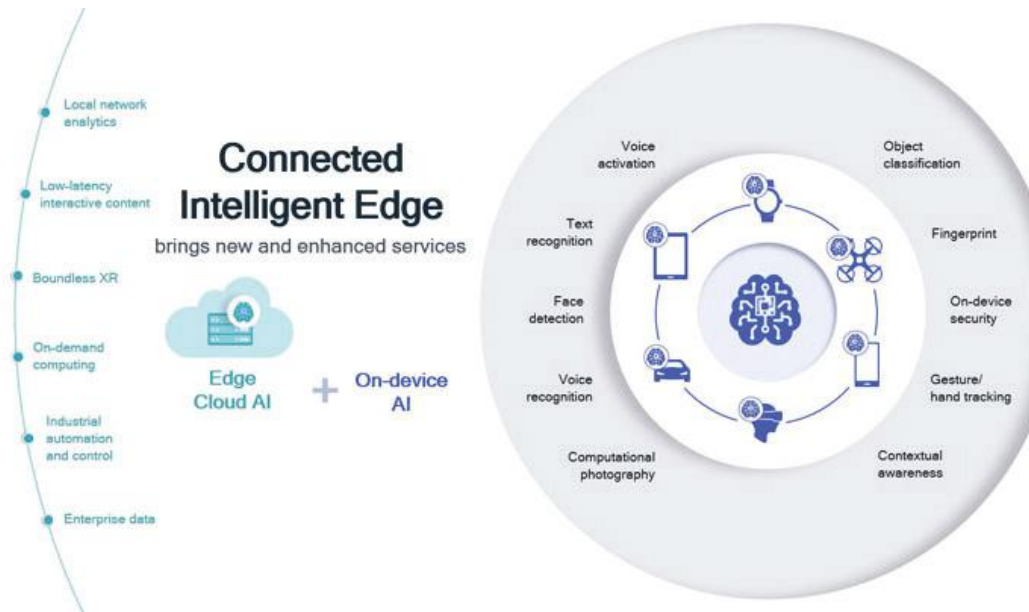 Local network
analytics
Low-latency
interactive content
Boundless XR
On-demand
computing
Industrial
automation
and control
Enterprise data
Connected
Intelligent Edge
brings new and enhanced services
Edge
Cloud AI
+
On-device
AI
Voice
activation
Text
recognition
Face
detection
Voice
recognition
Computational
photography
Object
classification
Fingerprint
On-device
security
Gesture/
hand tracking
Contextual
awareness